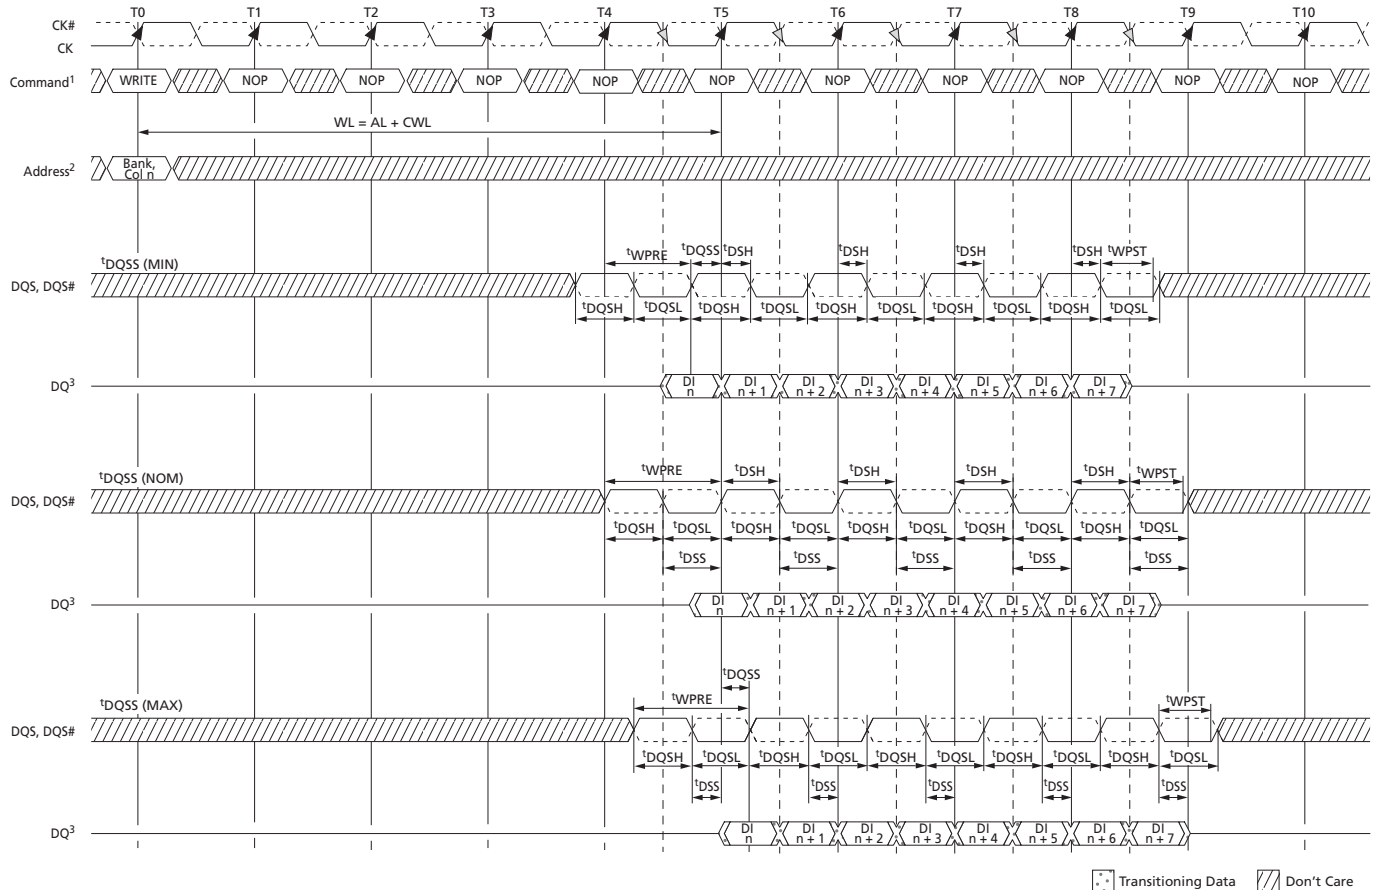 T0 T1 T2 T3 T4 T5 T6 T7 T8 T9 T10
CK#
CK
Command1 WRITE NOP NOP NOP NOP NOP NOP NOP NOP NOP NOP
WL = AL + CWL
Address2 Bank,
Col n
tDQSS (MIN) tWPRE tDQSS tDSH tDSH tDSH tDSH tWPST
DQS, DQS#
tDQSH tDQSL tDQSH tDQSL tDQSH tDQSL tDQSH tDQSL tDQSH tDQSL
DQ3 DI n DI n + 1 DI n + 2 DI n + 3 DI n + 4 DI n + 5 DI n + 6 DI n + 7
tDQSS (NOM) tWPRE tDSH tDSH tDSH tDSH tWPST
DQS, DQS#
tDQSH tDQSL tDQSH tDQSL tDQSH tDQSL tDQSH tDQSL tDQSH tDQSL
tDSS tDSS tDSS tDSS tDSS
DQ3 DI n DI n + 1 DI n + 2 DI n + 3 DI n + 4 DI n + 5 DI n + 6 DI n + 7
tDQSS
tDQSS (MAX) tWPRE tWPST
DQS, DQS#
tDQSH tDQSL tDQSH tDQSL tDQSH tDQSL tDQSH tDQSL tDQSH tDQSL
tDSS tDSS tDSS tDSS tDSS
DQ3 DI n DI n + 1 DI n + 2 DI n + 3 DI n + 4 DI n + 5 DI n + 6 DI n + 7
Transitioning Data Don't Care